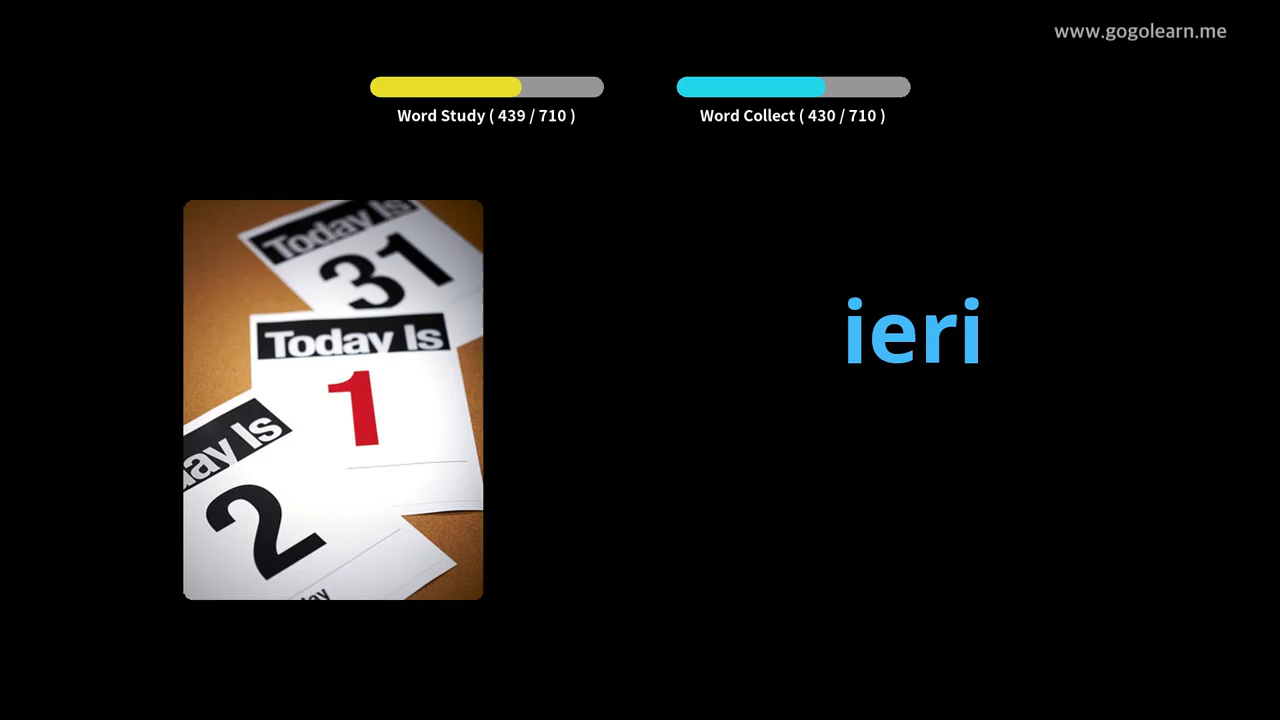 www.gogolearn.me
Word Study ( 439 / 710 )
Word Collect ( 430 / 710 )
Today Is
31
Today Is
1
ay Is
2
ay
ieri